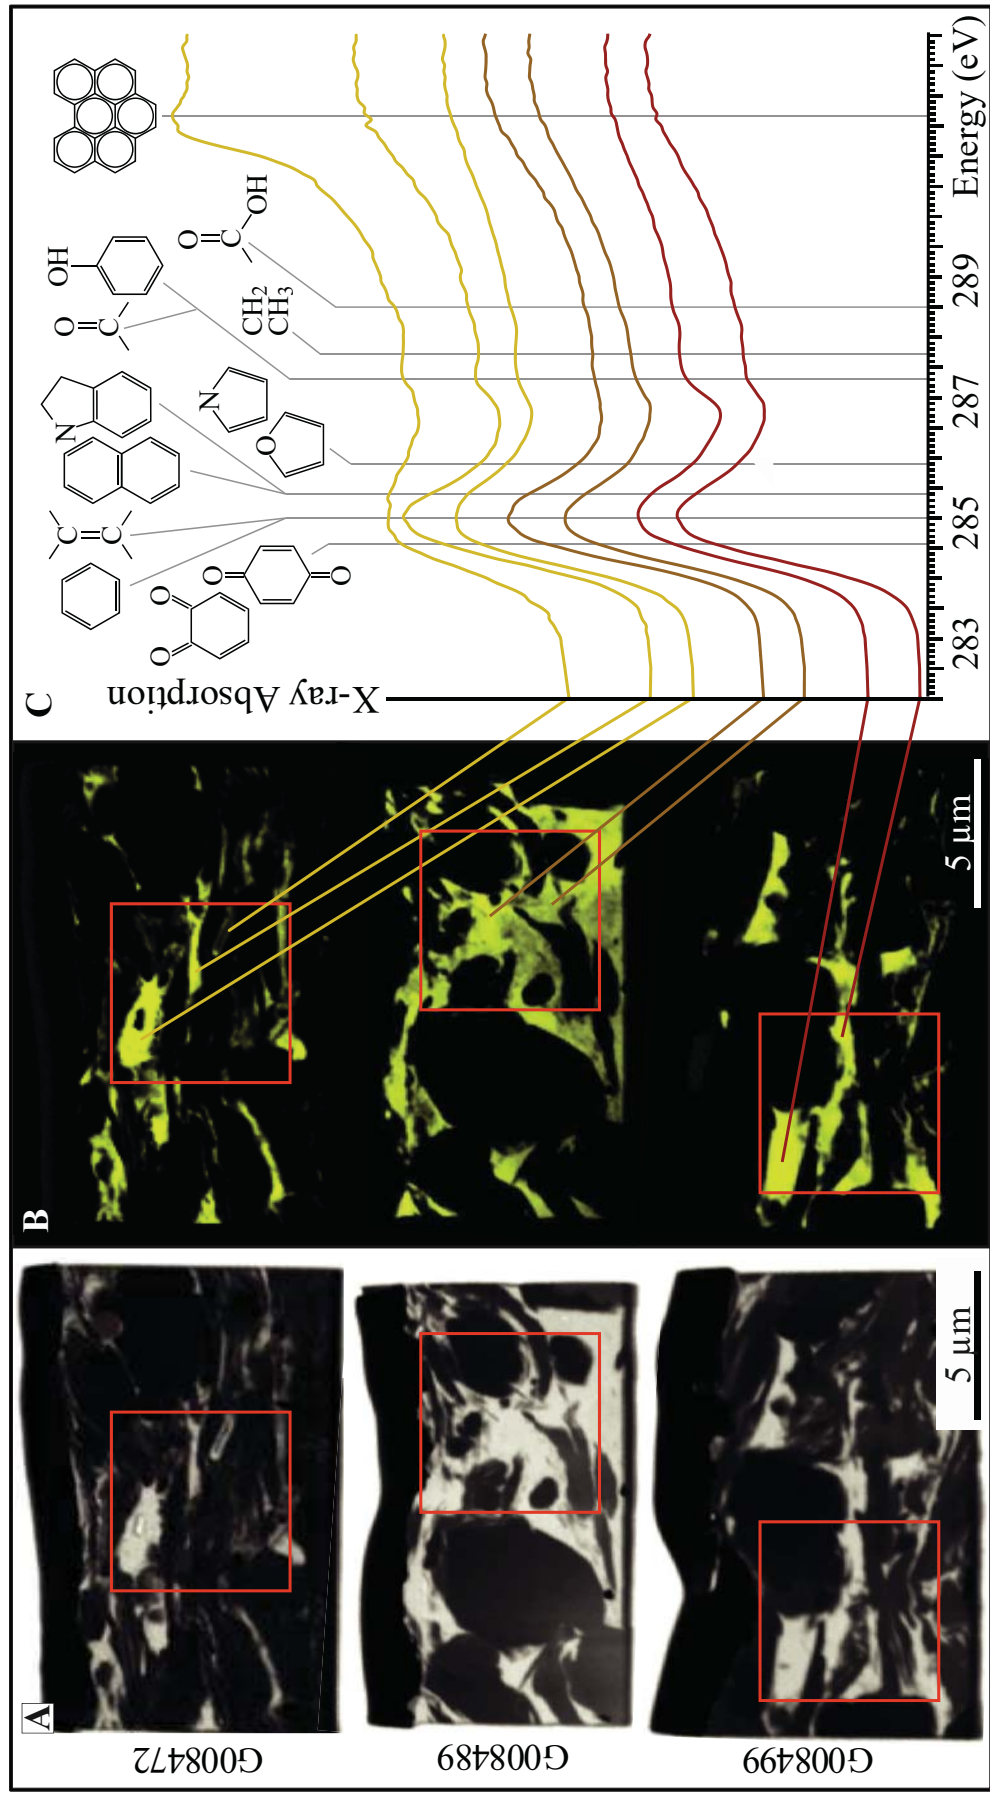 A
G008472
G008489
G008499
5 μm
B
5 μm
C
X-ray Absorption
O
O
O
O
C
C
N
O
C
OH
N
O
CH2
CH3
O
C
OH
283
285
287
289
Energy (eV)